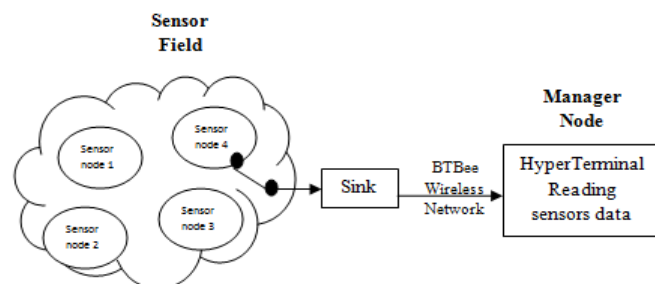 Sensor
Field
Sensor
node 1
Sensor
node 4
Sensor
node 2
Sensor
node 3
Sink
BTBee
Wireless
Network
Manager
Node
HyperTerminal
Reading
sensors data